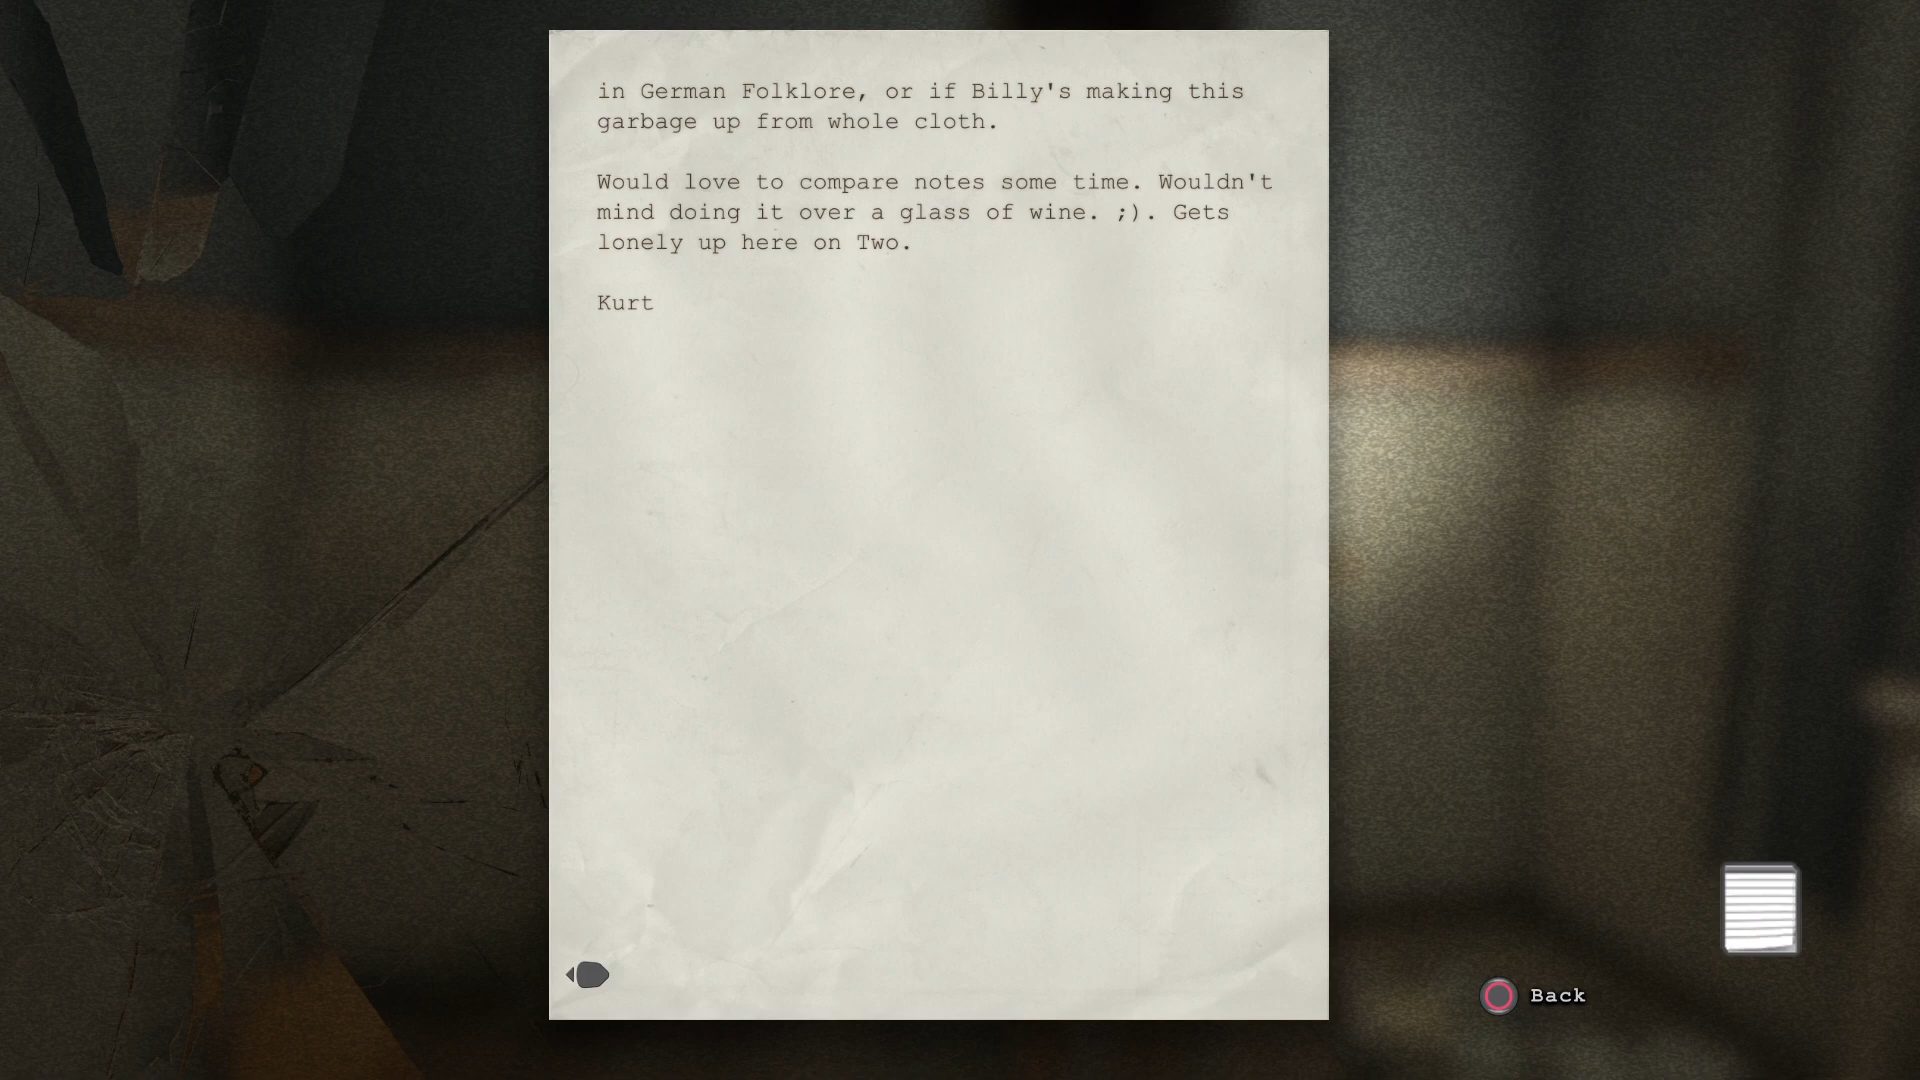 in German Folklore, or if Billy's making this
garbage up from whole cloth.
Would love to compare notes some time. Wouldn't
mind doing it over a glass of wine. ;). Gets
lonely up here on Two.
Kurt
Back